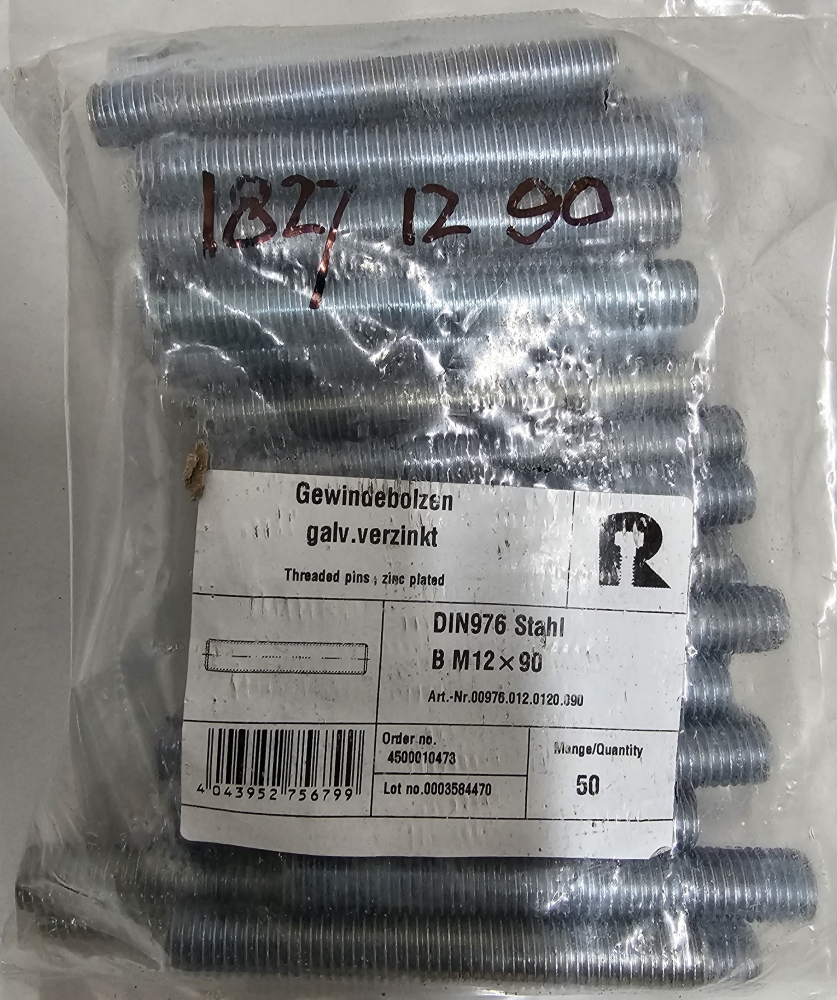 1827 12 90
Gewindebolzen
galv.verzinkt
Threaded pins , zinc plated
R
DIN976 Stahl
B M12×90
Art.-Nr.00976.012.0120.090
Order no.
4500010473
Lot no.0003584470
Menge/Quantity
50
4 043952 756799